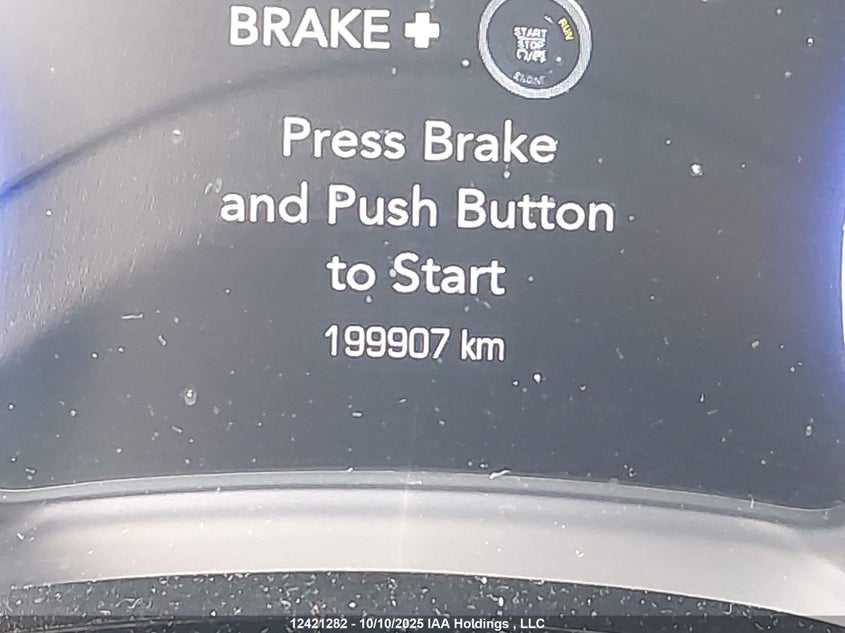 BRAKE +
START
STOP
RUN
Press Brake
and Push Button
to Start
199907 km
12421282 - 10/10/2025 IAA Holdings , LLC